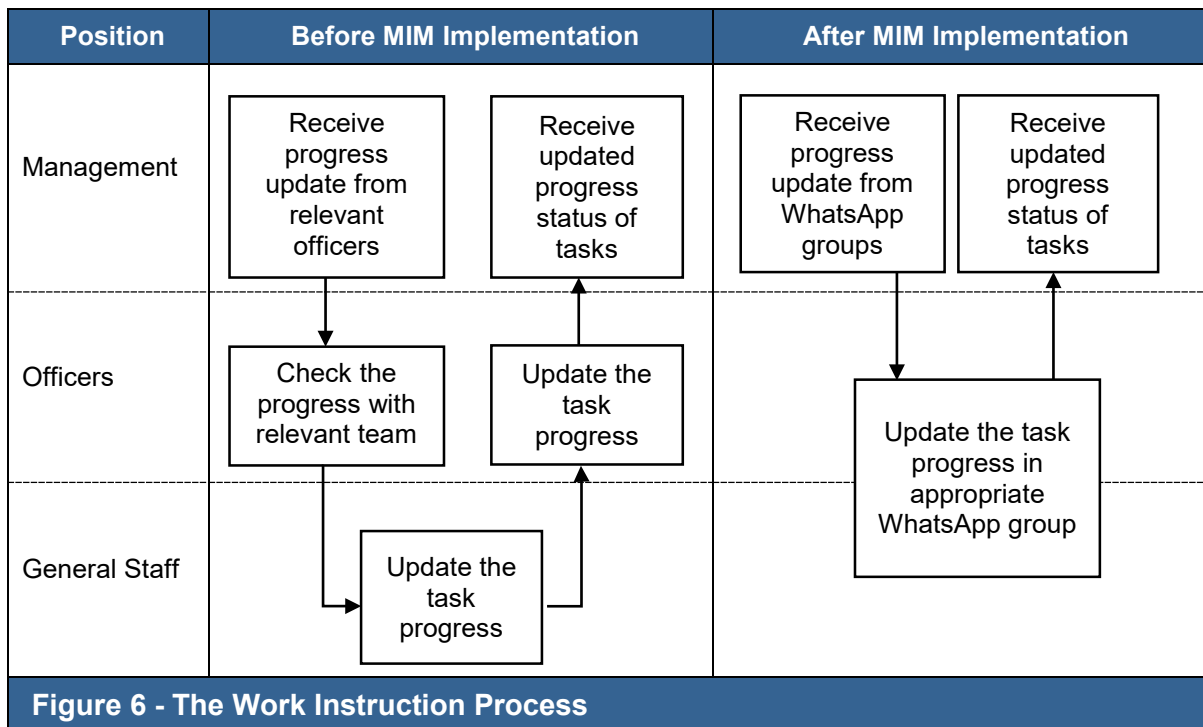 Position
Before MIM Implementation
After MIM Implementation
Management
Receive
progress
update from
relevant
officers
Receive
updated
progress
status of
tasks
Receive
progress
update from
WhatsApp
groups
Receive
updated
progress
status of
tasks
Officers
Check the
progress with
relevant team
Update the
task
progress
Update the task
progress in
appropriate
WhatsApp group
General Staff
Update the
task
progress
Figure 6 - The Work Instruction Process